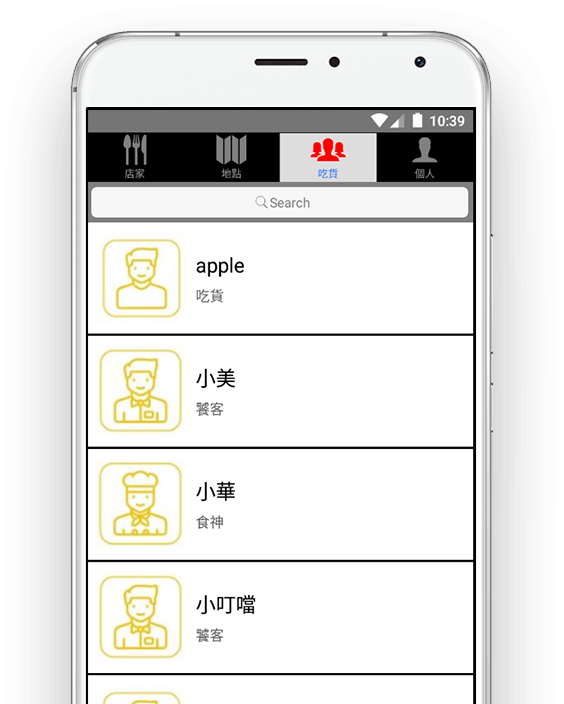 10:39
店家 地點 吃貨 個人
Search
apple
吃貨
小美
饕客
小華
食神
小叮噹
饕客